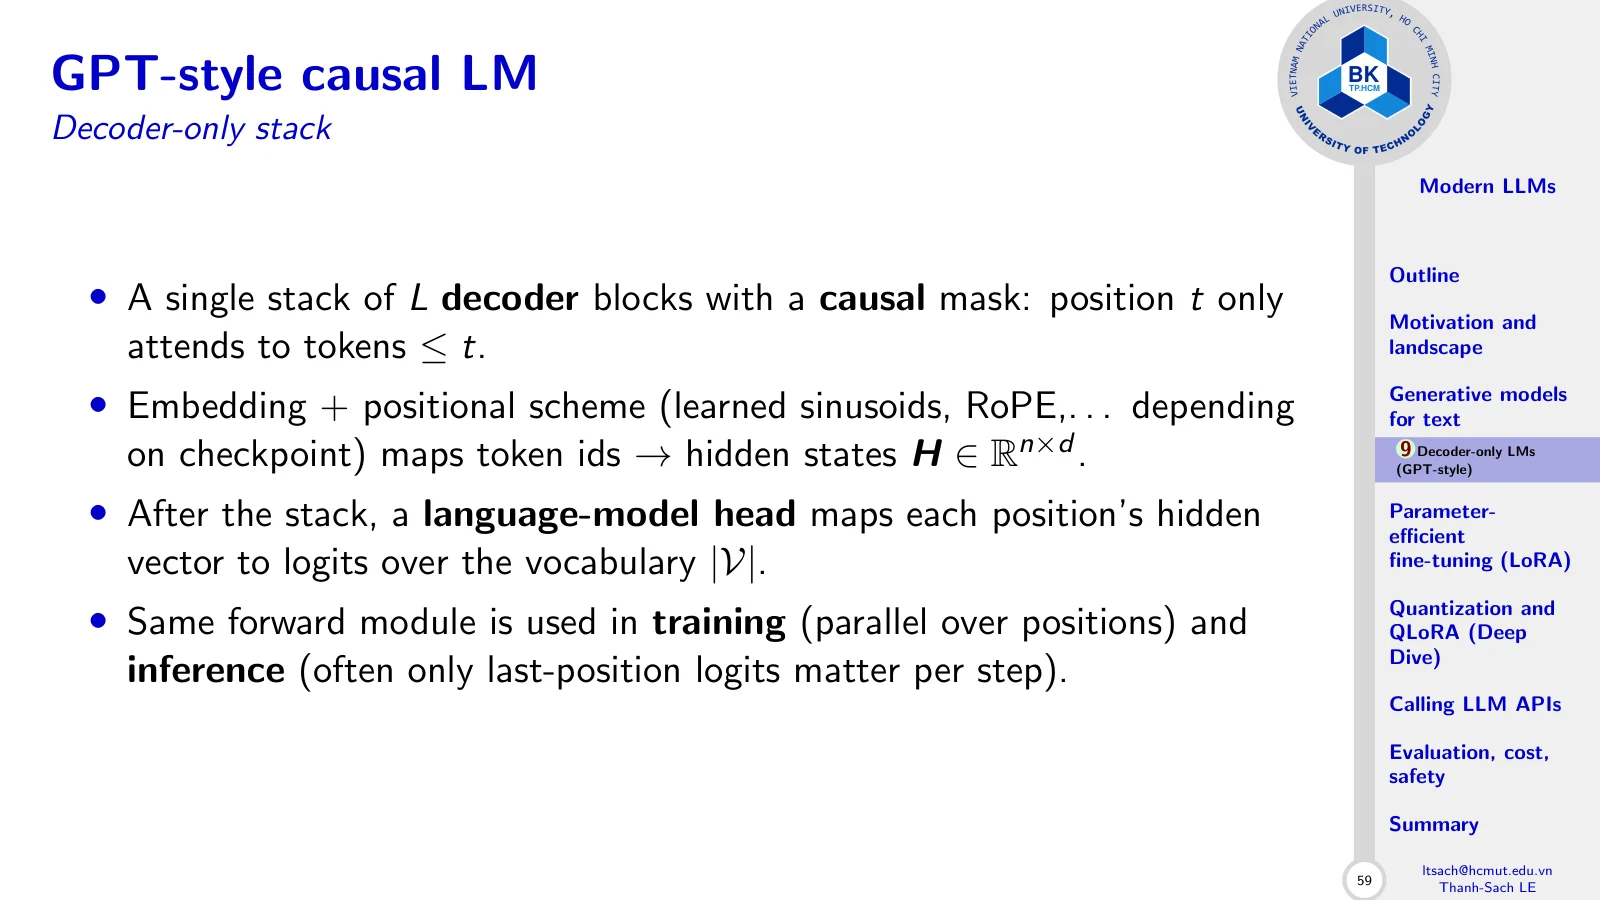 GPT-style causal LM
Decoder-only stack
• A single stack of L decoder blocks with a causal mask: position t only
attends to tokens ≤ t.
• Embedding + positional scheme (learned sinusoids, RoPE,... depending
on checkpoint) maps token ids → hidden states H ∈ ℝⁿˣᵈ.
• After the stack, a language-model head maps each position's hidden
vector to logits over the vocabulary |𝒱|.
• Same forward module is used in training (parallel over positions) and
inference (often only last-position logits matter per step).
VIETNAM NATIONAL UNIVERSITY, HO CHI MINH CITY
BK
TP.HCM
UNIVERSITY OF TECHNOLOGY
Modern LLMs
Outline
Motivation and
landscape
Generative models
for text
9 Decoder-only LMs
(GPT-style)
Parameter-
efficient
fine-tuning (LoRA)
Quantization and
QLoRA (Deep
Dive)
Calling LLM APIs
Evaluation, cost,
safety
Summary
59
ltsach@hcmut.edu.vn
Thanh-Sach LE